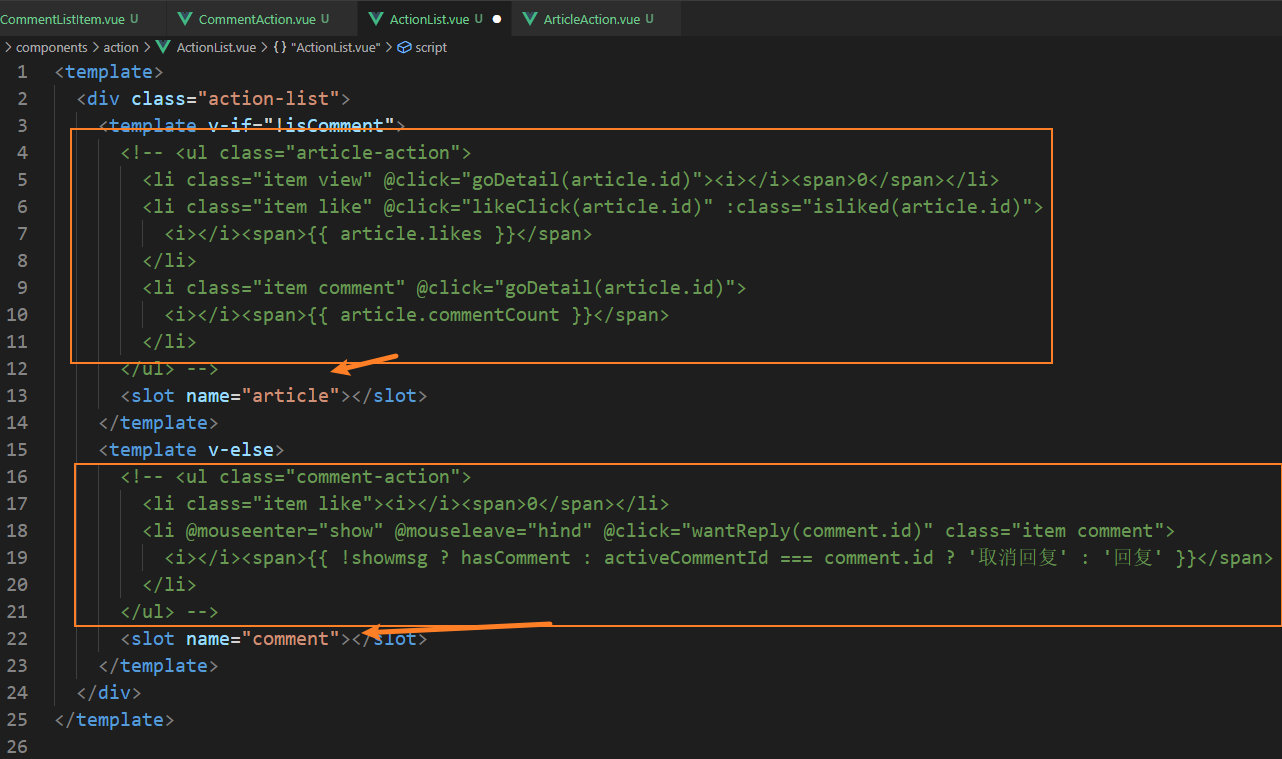 CommentListItem.vue U
CommentAction.vue U
ActionList.vue U
ArticleAction.vue U
components > action > ActionList.vue > {} "ActionList.vue" > script
1 <template>
2 <div class="action-list">
3 <template v-if="!isComment">
4 <!-- <ul class="article-action">
5 <li class="item view" @click="goDetail(article.id)"><i></i><span>0</span></li>
6 <li class="item like" @click="likeClick(article.id)" :class="isliked(article.id)">
7 <i></i><span>{{ article.likes }}</span>
8 </li>
9 <li class="item comment" @click="goDetail(article.id)">
10 <i></i><span>{{ article.commentCount }}</span>
11 </li>
12 </ul> -->
13 <slot name="article"></slot>
14 </template>
15 <template v-else>
16 <!-- <ul class="comment-action">
17 <li class="item like"><i></i><span>0</span></li>
18 <li @mouseenter="show" @mouseleave="hind" @click="wantReply(comment.id)" class="item comment">
19 <i></i><span>{{ !showmsg ? hasComment : activeCommentId === comment.id ? '取消回复' : '回复' }}</span>
20 </li>
21 </ul> -->
22 <slot name="comment"></slot>
23 </template>
24 </div>
25 </template>
26